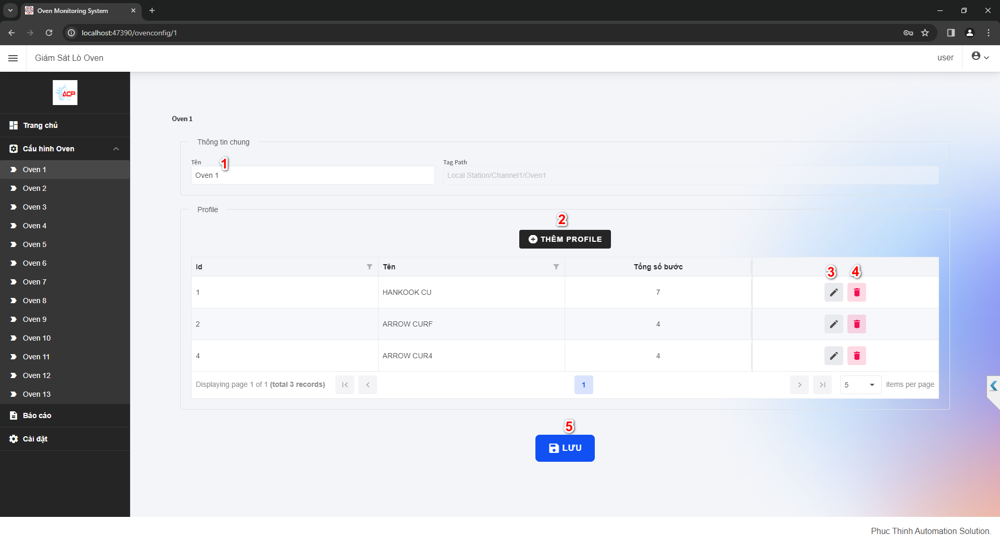 Oven Monitoring System
localhost:47390/ovenconfig/1
Giám Sát Lò Oven
user
ACP
Trang chủ
Cấu hình Oven
Oven 1
Oven 2
Oven 3
Oven 4
Oven 5
Oven 6
Oven 7
Oven 8
Oven 9
Oven 10
Oven 11
Oven 12
Oven 13
Báo cáo
Cài đặt
Oven 1
Thông tin chung
Tên
1
Tag Path
Oven 1
Local Station/Channel1/Oven1
Profile
2
THÊM PROFILE
Id Tên Tổng số bước
3 4
1 HANKOOK CU 7
2 ARROW CURF 4
4 ARROW CUR4 4
Displaying page 1 of 1 (total 3 records) 1 5 items per page
5
LƯU
Phuc Thinh Automation Solution.